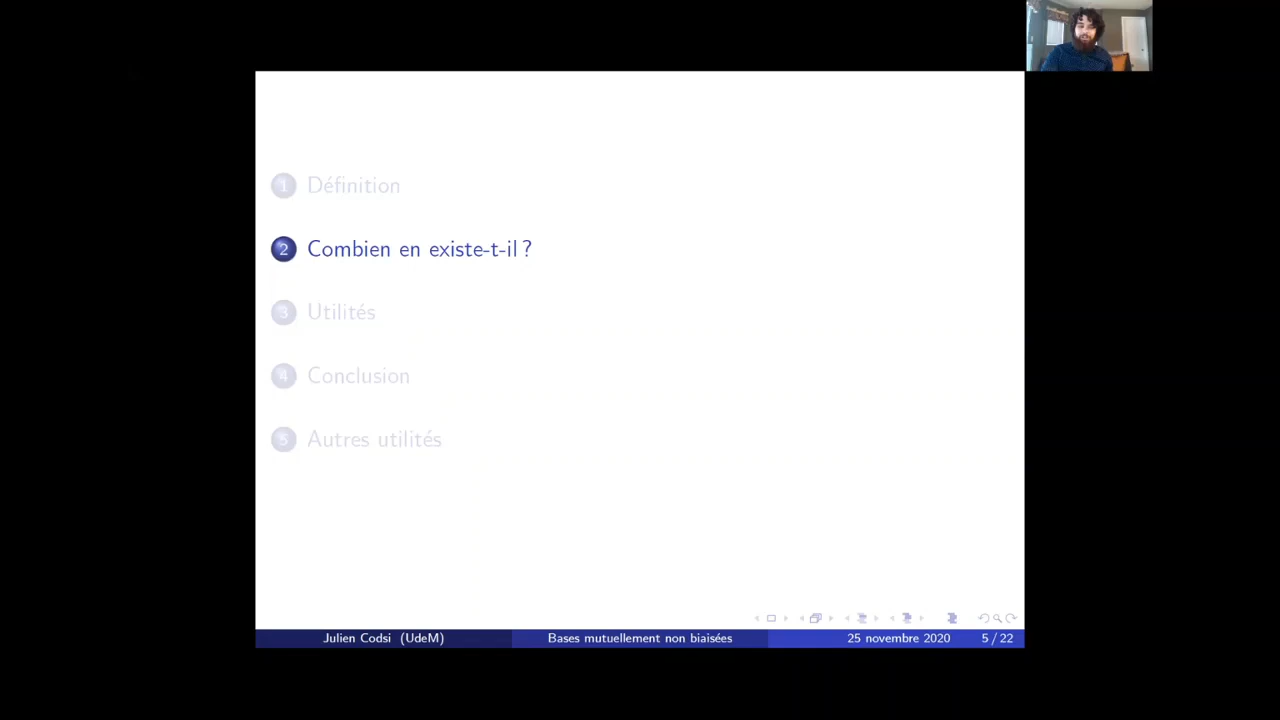 1 Définition
2 Combien en existe-t-il ?
3 Utilités
4 Conclusion
5 Autres utilités
Julien Codsi (UdeM) Bases mutuellement non biaisées 25 novembre 2020 5 / 22